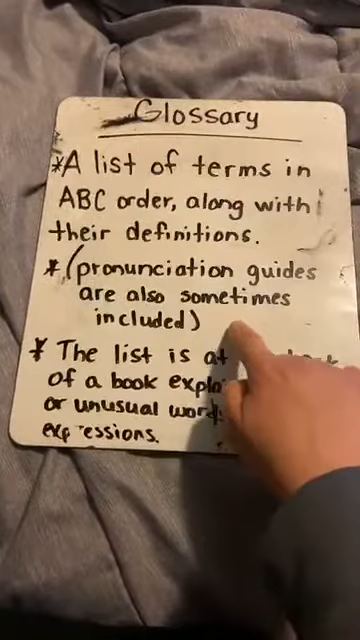 Glossary
*A list of terms in
ABC order, along with
their definitions.
*(pronunciation guides
are also sometimes
included)
* The list is at
of a book
or unusual
expressions.